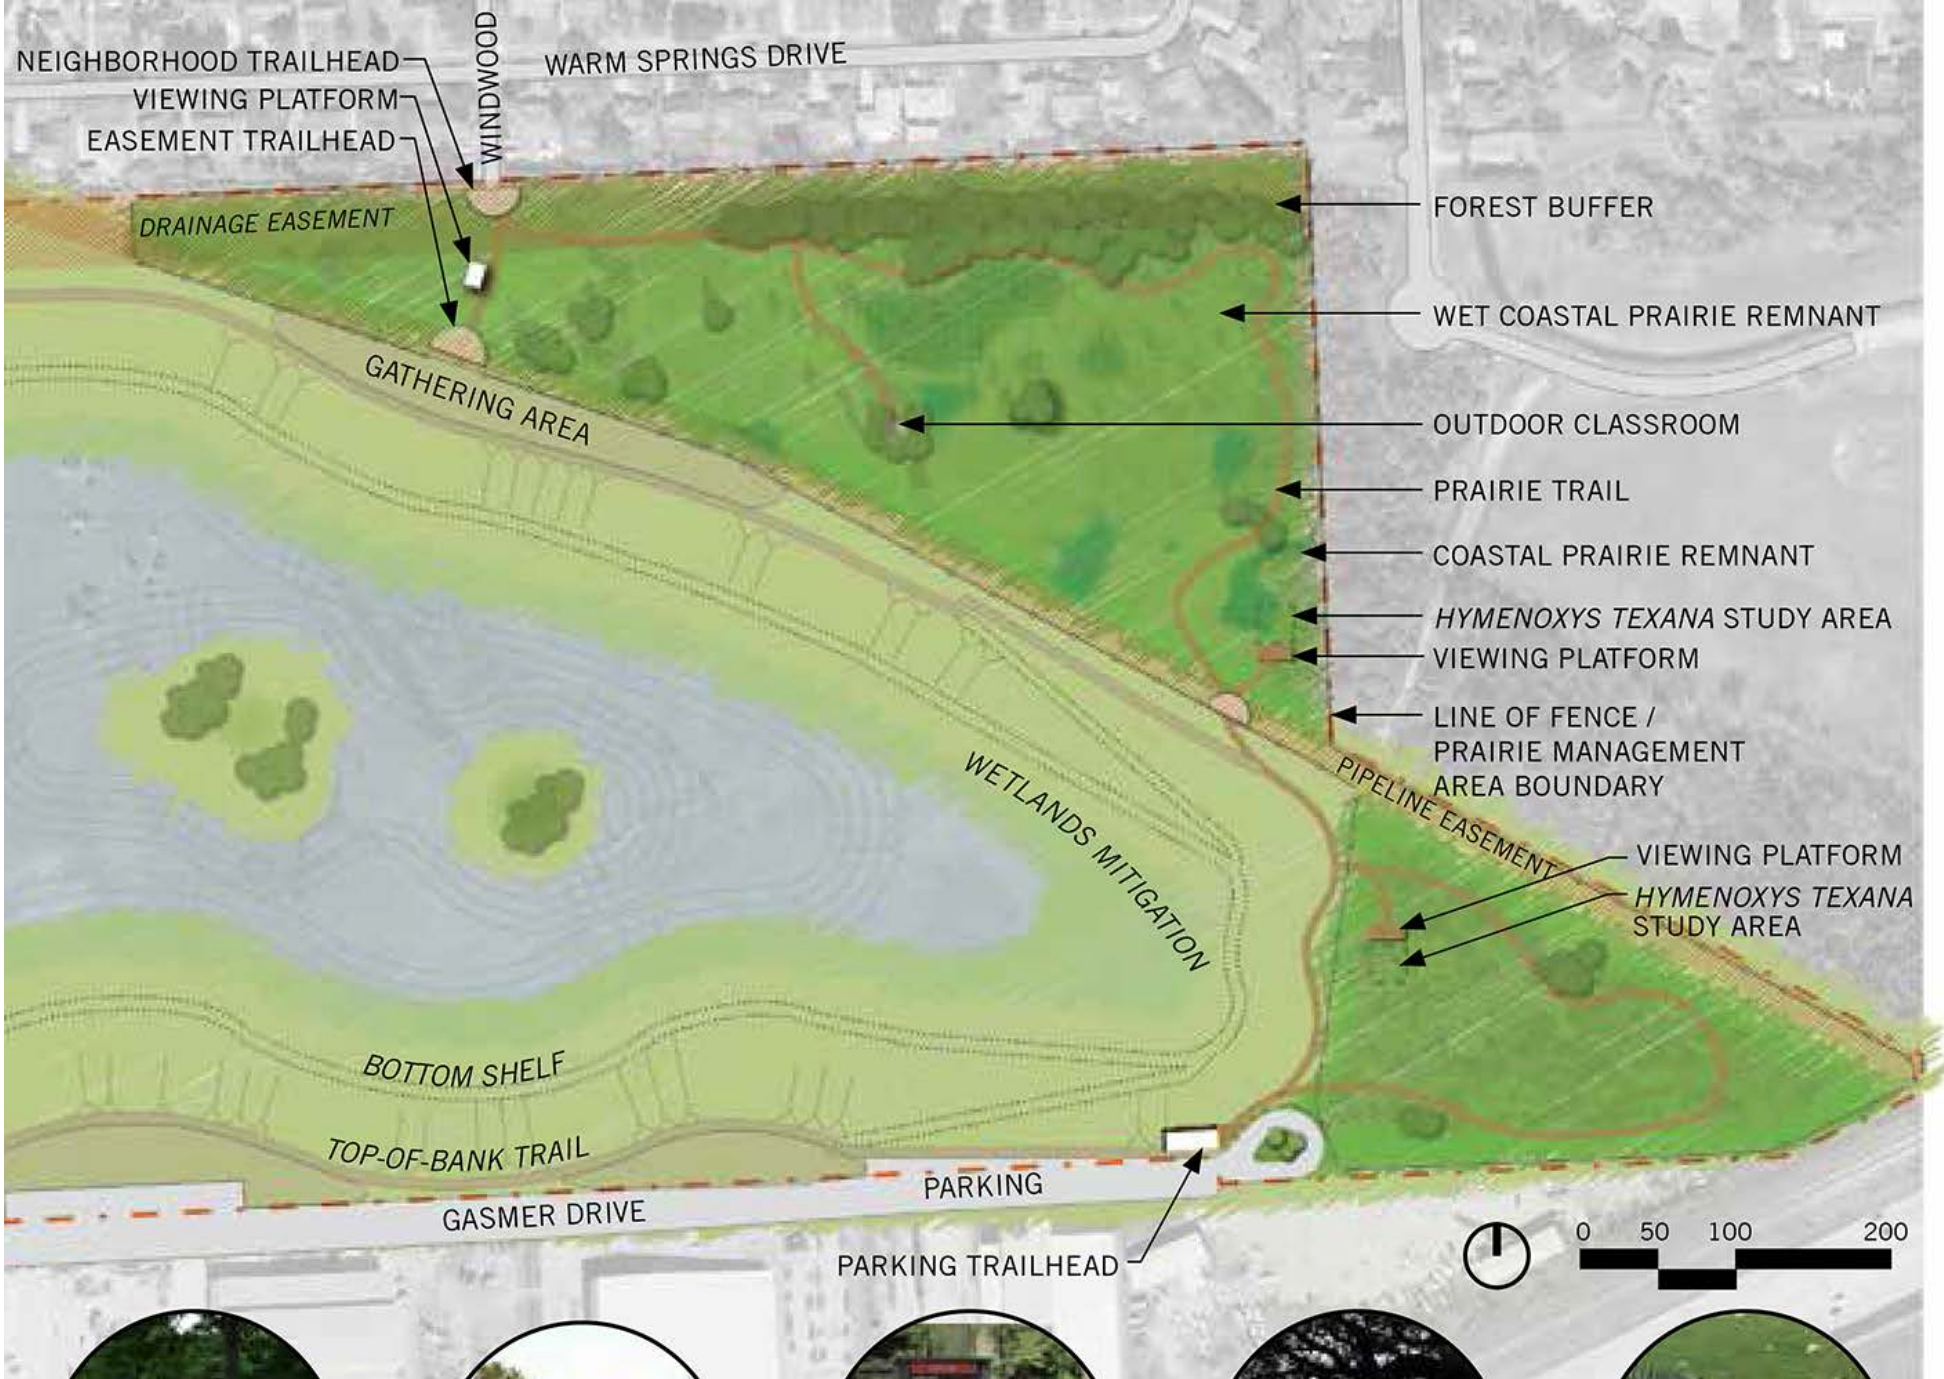 WINDWOOD
WARM SPRINGS DRIVE
NEIGHBORHOOD TRAILHEAD
VIEWING PLATFORM
EASEMENT TRAILHEAD
DRAINAGE EASEMENT
FOREST BUFFER
WET COASTAL PRAIRIE REMNANT
GATHERING AREA
OUTDOOR CLASSROOM
PRAIRIE TRAIL
COASTAL PRAIRIE REMNANT
HYMENOXYS TEXANA STUDY AREA
VIEWING PLATFORM
LINE OF FENCE /
PRAIRIE MANAGEMENT
AREA BOUNDARY
PIPELINE EASEMENT
WETLANDS MITIGATION
VIEWING PLATFORM
HYMENOXYS TEXANA
STUDY AREA
BOTTOM SHELF
TOP-OF-BANK TRAIL
PARKING
GASMER DRIVE
PARKING TRAILHEAD
0 50 100 200